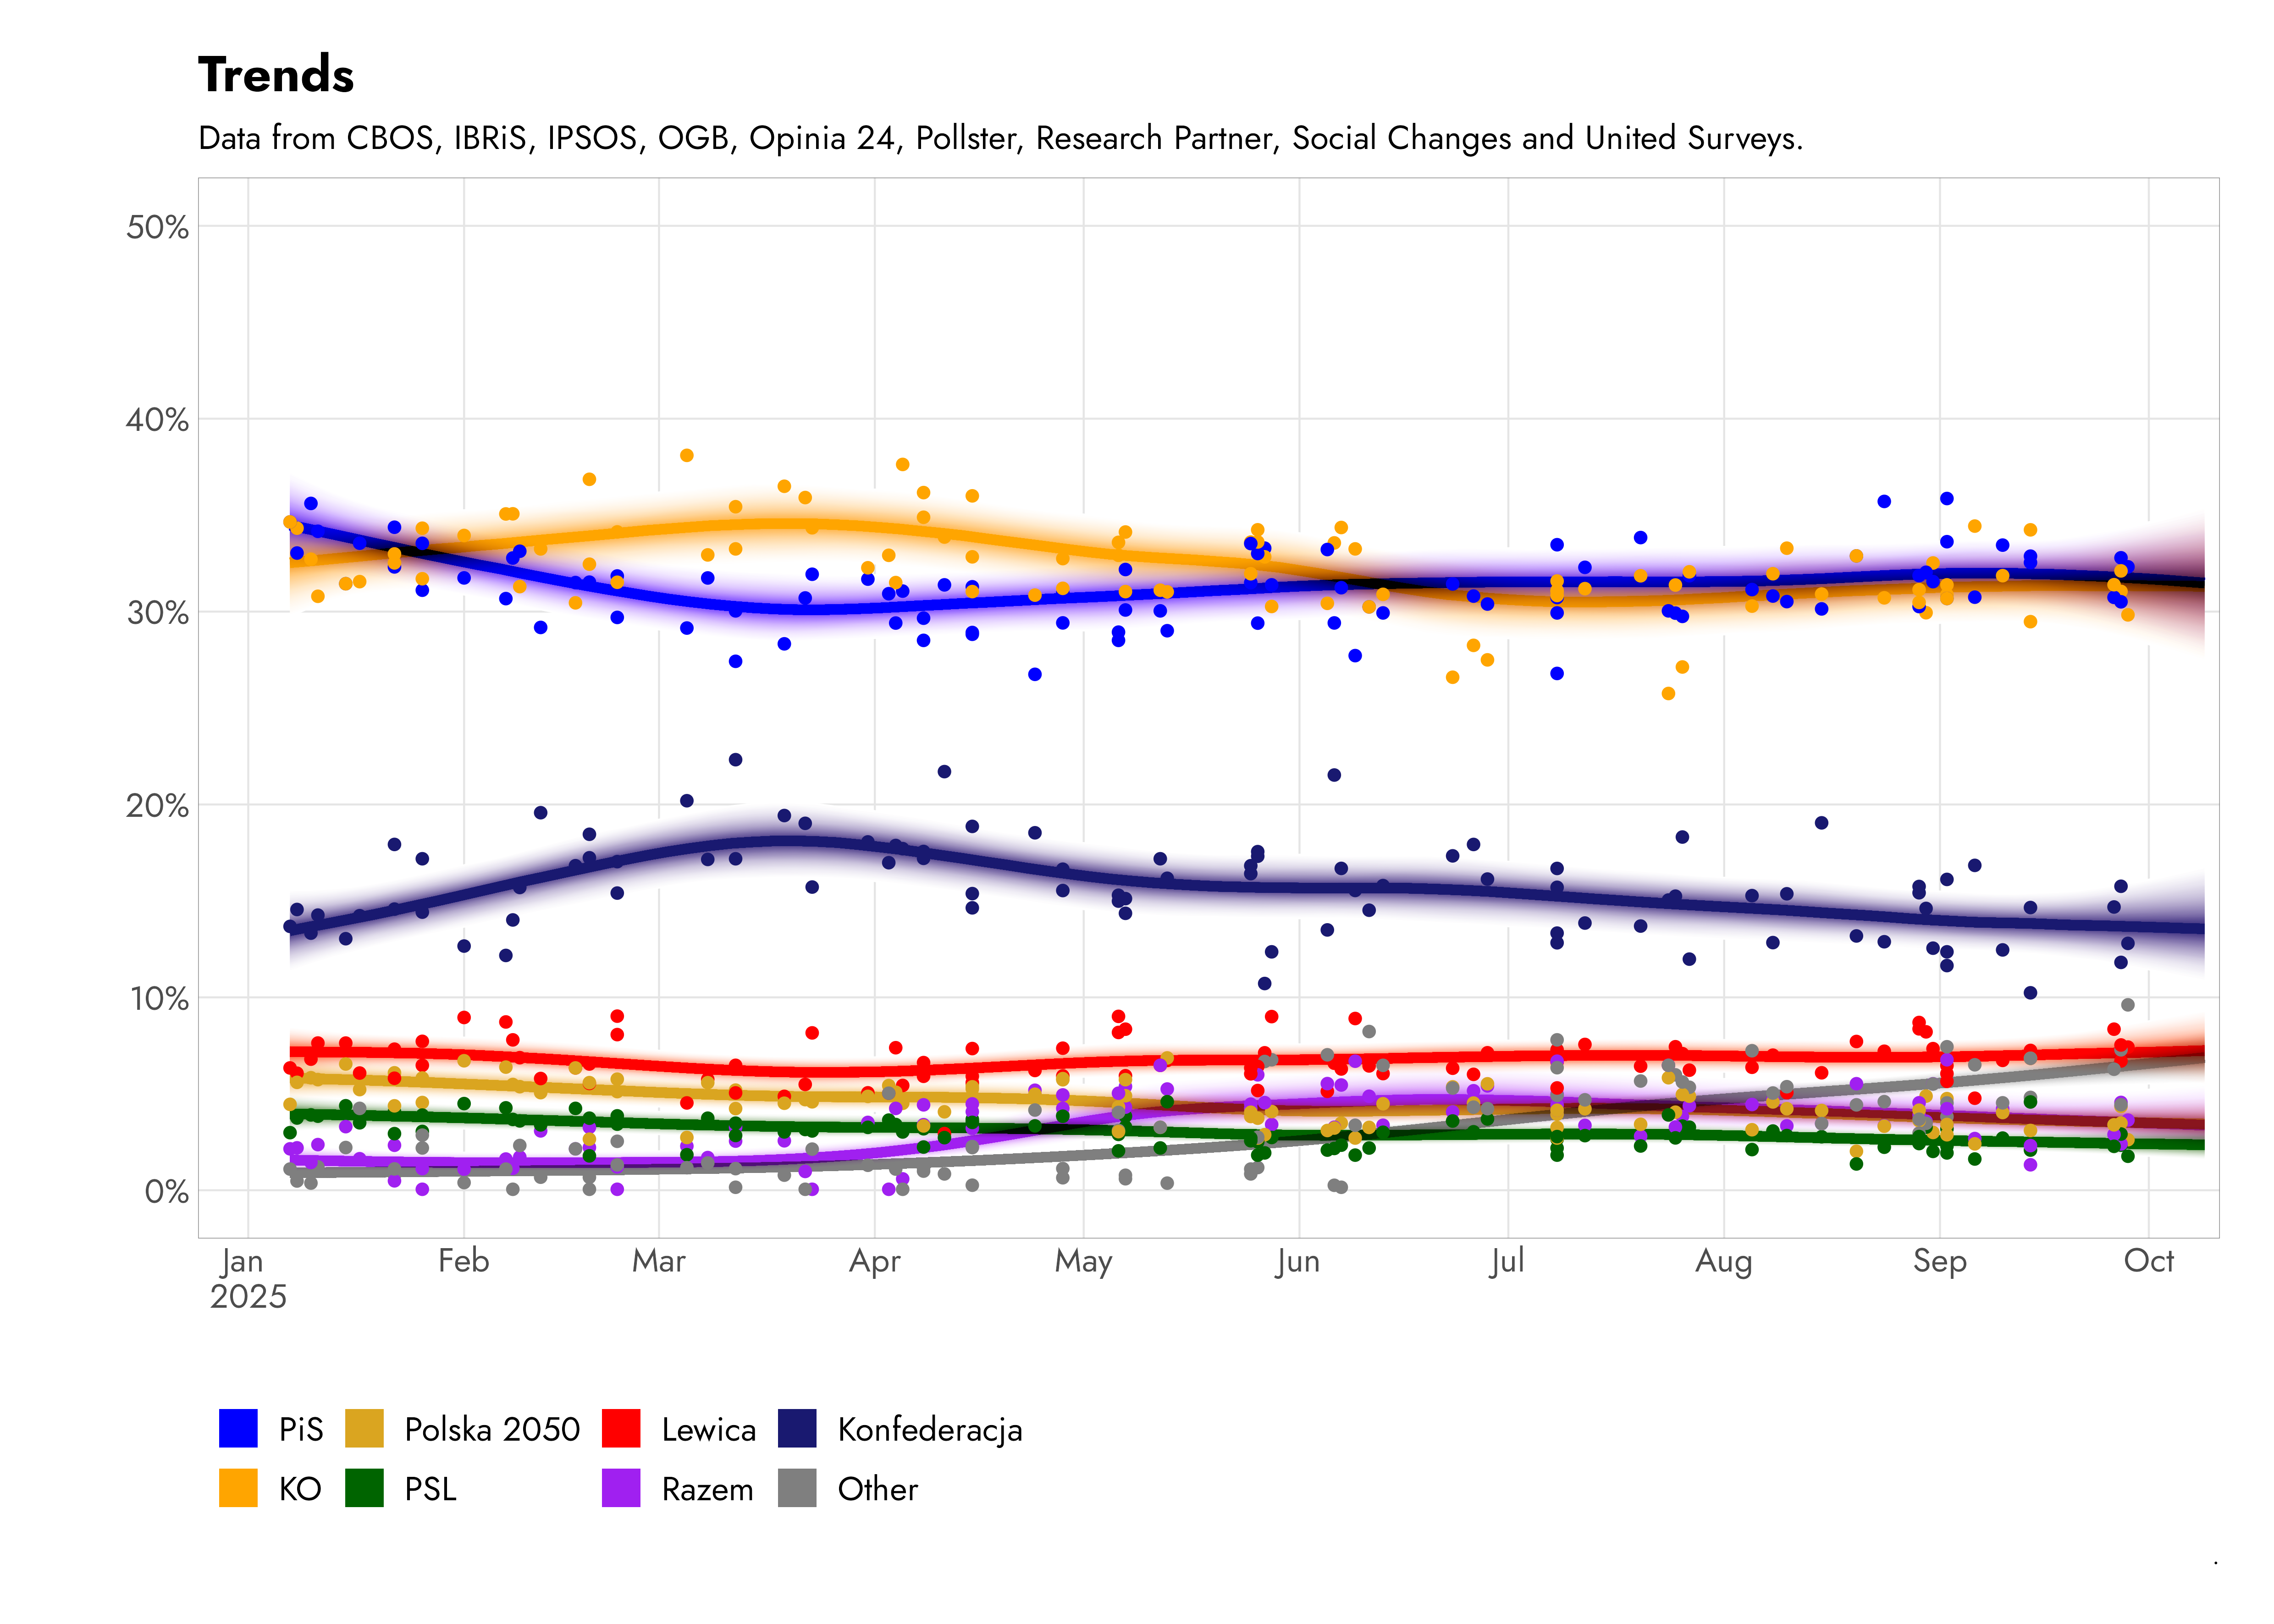 Trends
Data from CBOS, IBRiS, IPSOS, OGB, Opinia 24, Pollster, Research Partner, Social Changes and United Surveys.
50%
40%
30%
20%
10%
0%
Jan Feb Mar Apr May Jun Jul Aug Sep Oct
2025
PiS Polska 2050 Lewica Konfederacja
KO PSL Razem Other
.